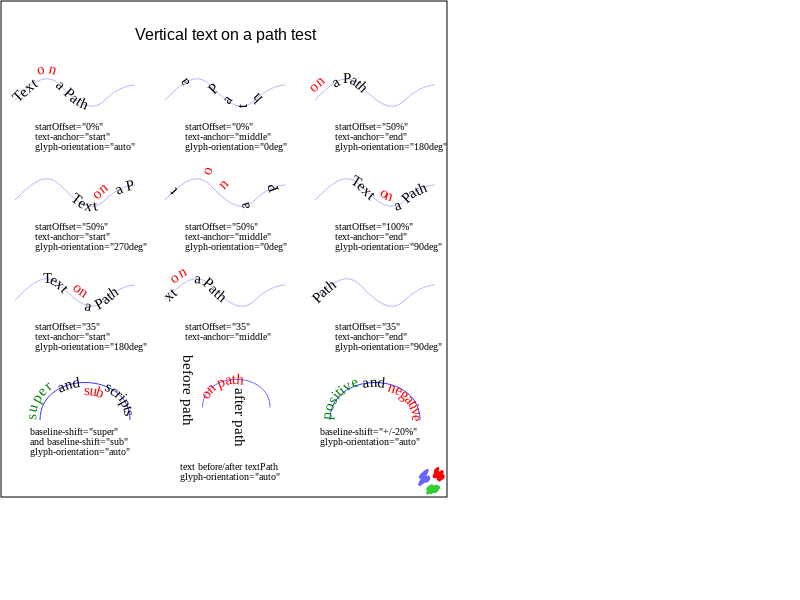 Vertical text on a path test
Text on a Path
a Path
on a Path
startOffset="0%"
text-anchor="start"
glyph-orientation="auto"
startOffset="0%"
text-anchor="middle"
glyph-orientation="0deg"
startOffset="50%"
text-anchor="end"
glyph-orientation="180deg"
Text on a P
t on a P
Text on a Path
startOffset="50%"
text-anchor="start"
glyph-orientation="270deg"
startOffset="50%"
text-anchor="middle"
glyph-orientation="0deg"
startOffset="100%"
text-anchor="end"
glyph-orientation="90deg"
Text on a Path
xt on a Path
Path
startOffset="35"
text-anchor="start"
glyph-orientation="180deg"
startOffset="35"
text-anchor="middle"
startOffset="35"
text-anchor="end"
glyph-orientation="90deg"
super and sub scripts
before path on path after path
positive and negative
baseline-shift="super"
and baseline-shift="sub"
glyph-orientation="auto"
text before/after textPath
glyph-orientation="auto"
baseline-shift="+/-20%"
glyph-orientation="auto"